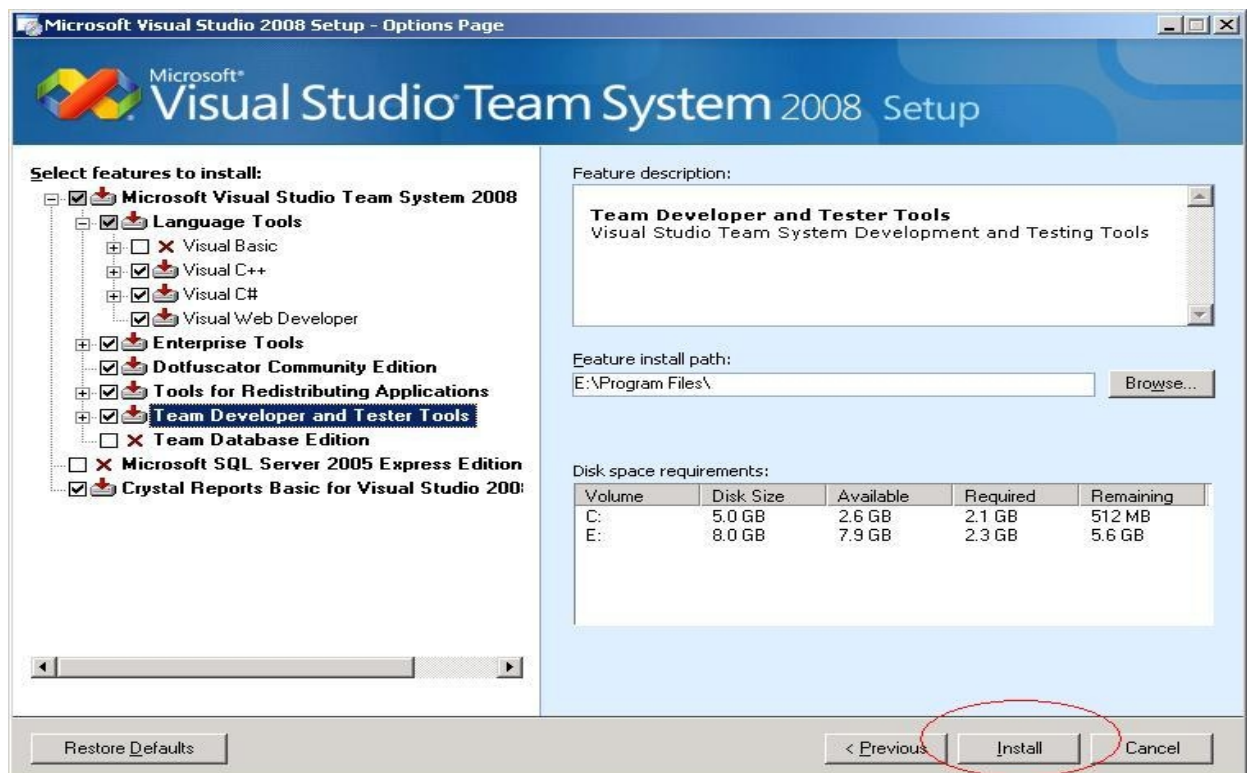 Microsoft Visual Studio 2008 Setup - Options Page
Microsoft®
Visual Studio Team System 2008 Setup
Select features to install:
Microsoft Visual Studio Team System 2008
Language Tools
Visual Basic
Visual C++
Visual C#
Visual Web Developer
Enterprise Tools
Dotfuscator Community Edition
Tools for Redistributing Applications
Team Developer and Tester Tools
Team Database Edition
Microsoft SQL Server 2005 Express Edition
Crystal Reports Basic for Visual Studio 200
Feature description:
Team Developer and Tester Tools
Visual Studio Team System Development and Testing Tools
Feature install path:
E:\Program Files\
Browse...
Disk space requirements:
Volume Disk Size Available Required Remaining
C: 5.0 GB 2.6 GB 2.1 GB 512 MB
E: 8.0 GB 7.9 GB 2.3 GB 5.6 GB
Restore Defaults
< Previous
Install
Cancel